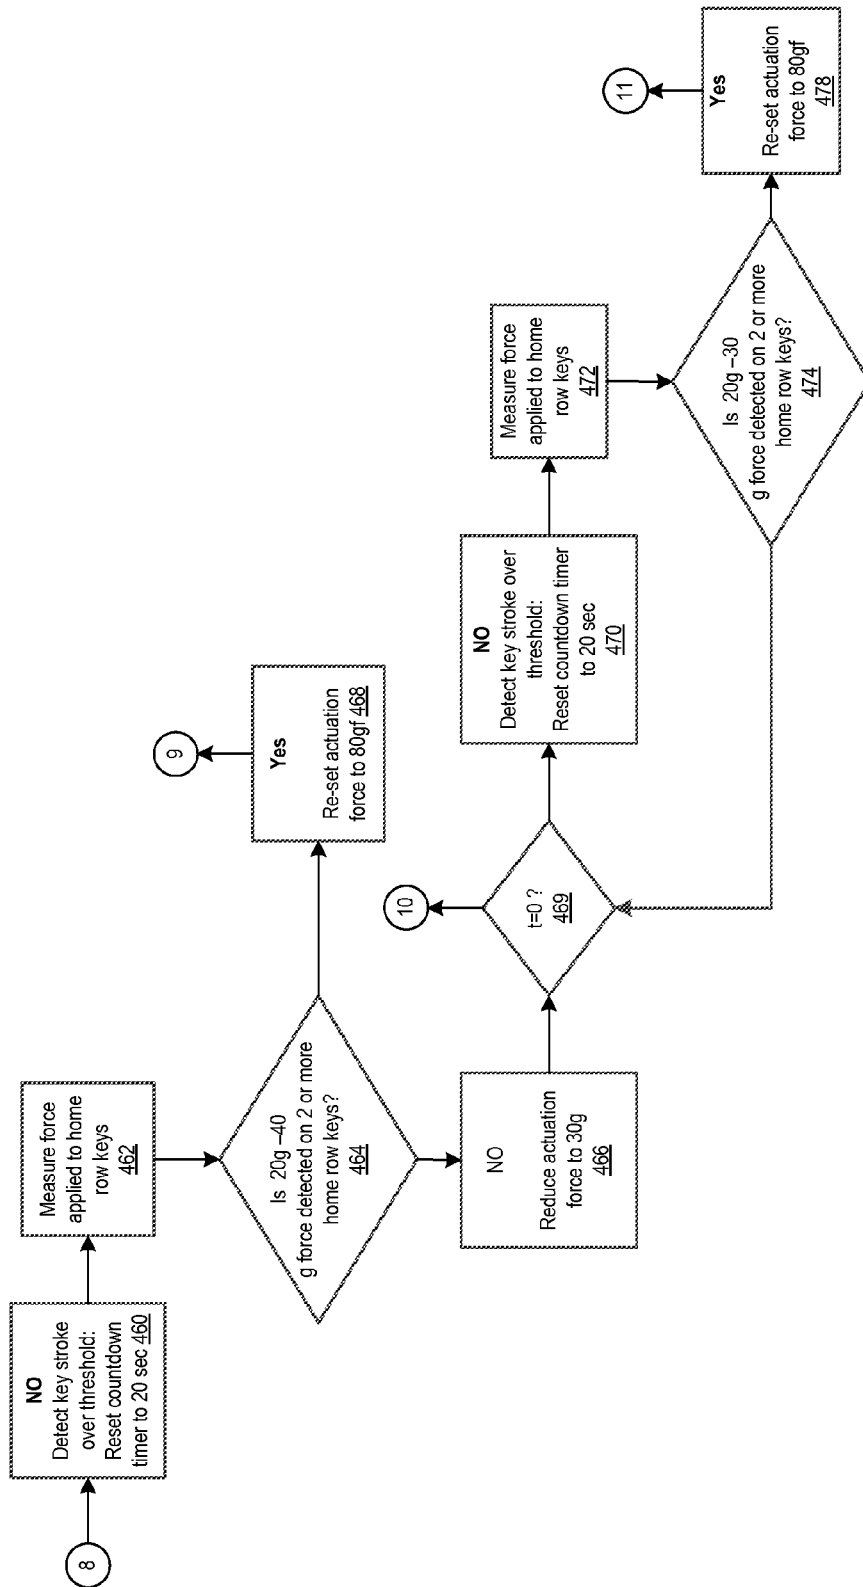 8
NO
Detect key stroke
over threshold:
Reset countdown
timer to 20 sec 460
Measure force
applied to home
row keys
462
Is 20g –40
g force detected on 2 or more
home row keys?
464
Yes
Re-set actuation
force to 80gf 468
9
NO
Reduce actuation
force to 30g
466
t=0 ?
469
10
NO
Detect key stroke over
threshold:
Reset countdown timer
to 20 sec
470
Measure force
applied to home
row keys
472
Is 20g –30
g force detected on 2 or more
home row keys?
474
Yes
Re-set actuation
force to 80gf
478
11